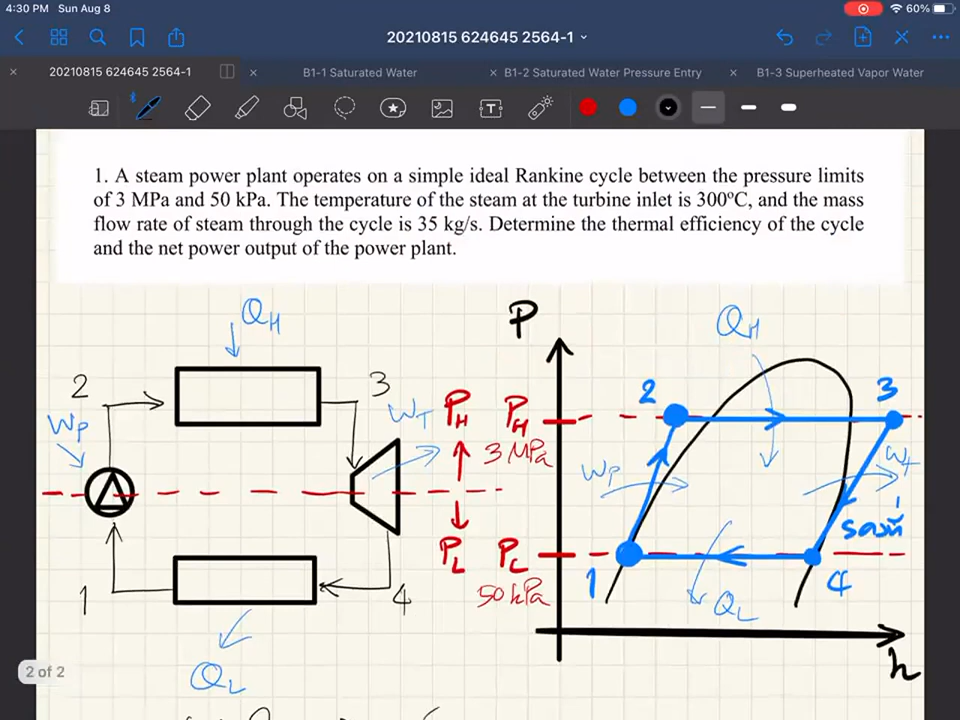 4:30 PM Sun Aug 8
60%
20210815 624645 2564-1
20210815 624645 2564-1
B1-1 Saturated Water
B1-2 Saturated Water Pressure Entry
B1-3 Superheated Vapor Water
1. A steam power plant operates on a simple ideal Rankine cycle between the pressure limits
of 3 MPa and 50 kPa. The temperature of the steam at the turbine inlet is 300ºC, and the mass
flow rate of steam through the cycle is 35 kg/s. Determine the thermal efficiency of the cycle
and the net power output of the power plant.
QH
2
3
WP
WT
PH
PL
1
4
QL
P
PH
3 MPa
PL
50 kPa
QH
2
3
WP
Wt
1
4
QL
h
2 of 2